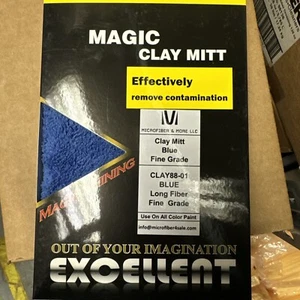 MAGIC
CLAY MITT
Effectively
remove contamination
MICROFIBER & MORE LLC
Clay Mitt
Blue
Fine Grade
CLAY88-01
BLUE
Long Fiber
Fine Grade
Use On All Color Paint
info@microfiber4sale.com
OUT OF YOUR IMAGINATION
EXCELLENT